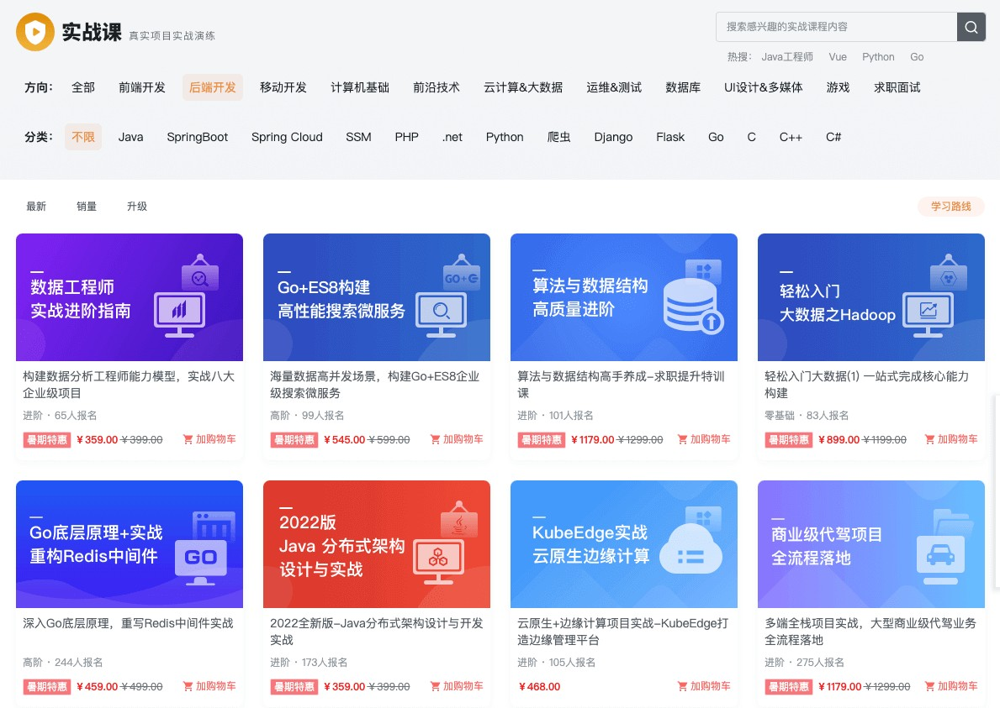 实战课 真实项目实战演练
搜索感兴趣的实战课程内容
热搜： Java工程师 Vue Python Go
方向： 全部 前端开发 后端开发 移动开发 计算机基础 前沿技术 云计算&大数据 运维&测试 数据库 UI设计&多媒体 游戏 求职面试
分类： 不限 Java SpringBoot Spring Cloud SSM PHP .net Python 爬虫 Django Flask Go C C++ C#
最新 销量 升级 学习路线
数据工程师
实战进阶指南
构建数据分析工程师能力模型，实战八大
企业级项目
进阶 · 65人报名
暑期特惠 ¥359.00 ¥399.00 加购物车
GO+C
Go+ES8构建
高性能搜索微服务
海量数据高并发场景，构建Go+ES8企业
级搜索微服务
高阶 · 99人报名
暑期特惠 ¥545.00 ¥599.00 加购物车
算法与数据结构
高质量进阶
算法与数据结构高手养成-求职提升特训
课
进阶 · 101人报名
暑期特惠 ¥1179.00 ¥1299.00 加购物车
轻松入门
大数据之Hadoop
轻松入门大数据(1) 一站式完成核心能力
构建
零基础 · 83人报名
暑期特惠 ¥899.00 ¥1199.00 加购物车
Go底层原理+实战
重构Redis中间件
GO
深入Go底层原理，重写Redis中间件实战
高阶 · 244人报名
暑期特惠 ¥459.00 ¥499.00 加购物车
2022版
Java 分布式架构
设计与实战
2022全新版-Java分布式架构设计与开发
实战
进阶 · 173人报名
暑期特惠 ¥359.00 ¥399.00 加购物车
KubeEdge实战
云原生边缘计算
云原生+边缘计算项目实战-KubeEdge打
造边缘管理平台
进阶 · 105人报名
¥468.00 加购物车
商业级代驾项目
全流程落地
多端全栈项目实战，大型商业级代驾业务
全流程落地
进阶 · 275人报名
暑期特惠 ¥1179.00 ¥1299.00 加购物车